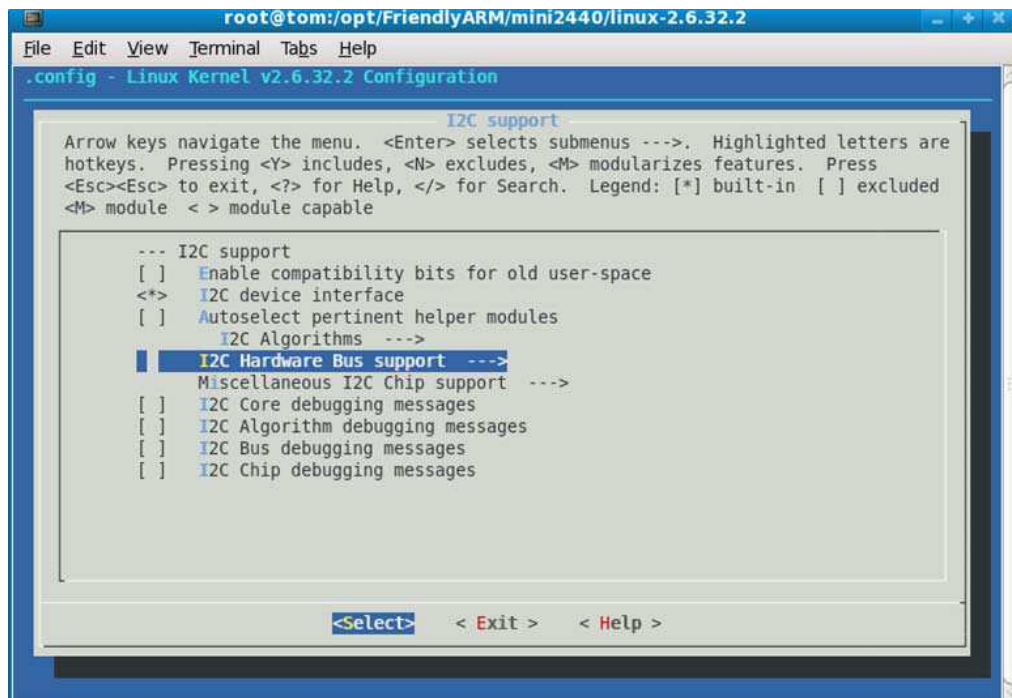 root@tom:/opt/FriendlyARM/mini2440/linux-2.6.32.2
File Edit View Terminal Tabs Help
.config - Linux Kernel v2.6.32.2 Configuration
I2C support
Arrow keys navigate the menu. <Enter> selects submenus --->. Highlighted letters are
hotkeys. Pressing <Y> includes, <N> excludes, <M> modularizes features. Press
<Esc><Esc> to exit, <?> for Help, </> for Search. Legend: [*] built-in [ ] excluded
<M> module < > module capable
--- I2C support
[ ] Enable compatibility bits for old user-space
<*> I2C device interface
[ ] Autoselect pertinent helper modules
I2C Algorithms --->
I2C Hardware Bus support --->
Miscellaneous I2C Chip support --->
[ ] I2C Core debugging messages
[ ] I2C Algorithm debugging messages
[ ] I2C Bus debugging messages
[ ] I2C Chip debugging messages
<Select> < Exit > < Help >